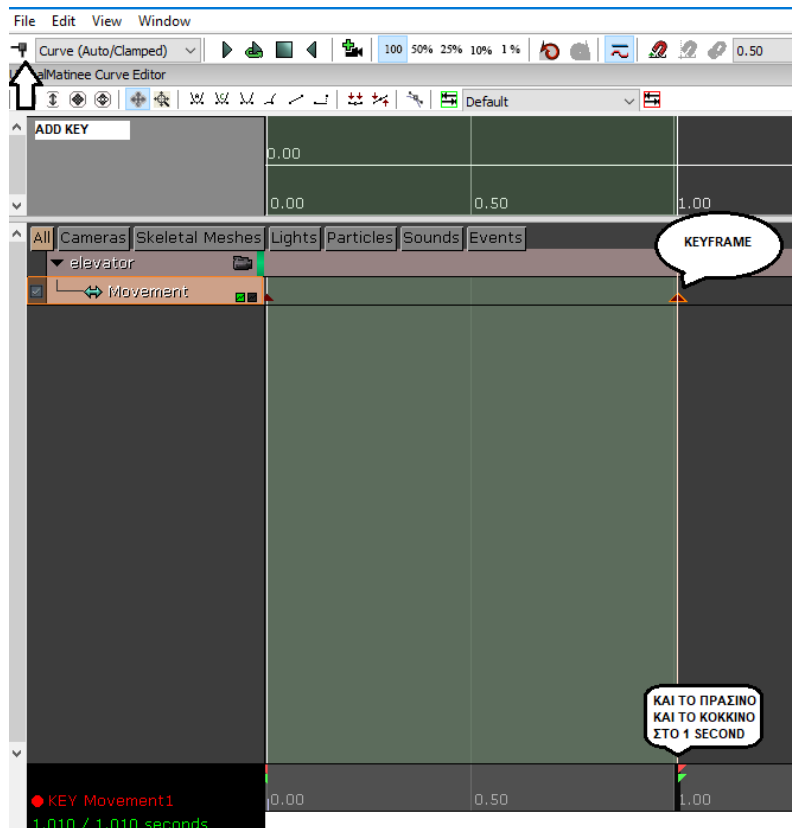 File Edit View Window
Curve (Auto/Clamped) 100 50% 25% 10% 1% 0.50
alMatinee Curve Editor
Default
ADD KEY
0.00
0.00 0.50 1.00
All Cameras Skeletal Meshes Lights Particles Sounds Events
KEYFRAME
elevator
Movement
ΚΑΙ ΤΟ ΠΡΑΣΙΝΟ
ΚΑΙ ΤΟ ΚΟΚΚΙΝΟ
ΣΤΟ 1 SECOND
KEY Movement1 0.00 0.50 1.00
1.010 / 1.010 seconds